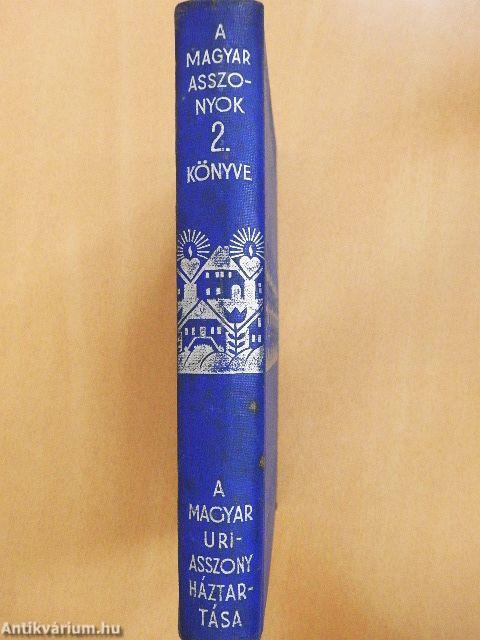 A
MAGYAR
ASSZO-
NYOK
2.
KÖNYVE
A
MAGYAR
URI-
ASSZONY
HÁZTAR-
TÁSA
Antikvárium.hu